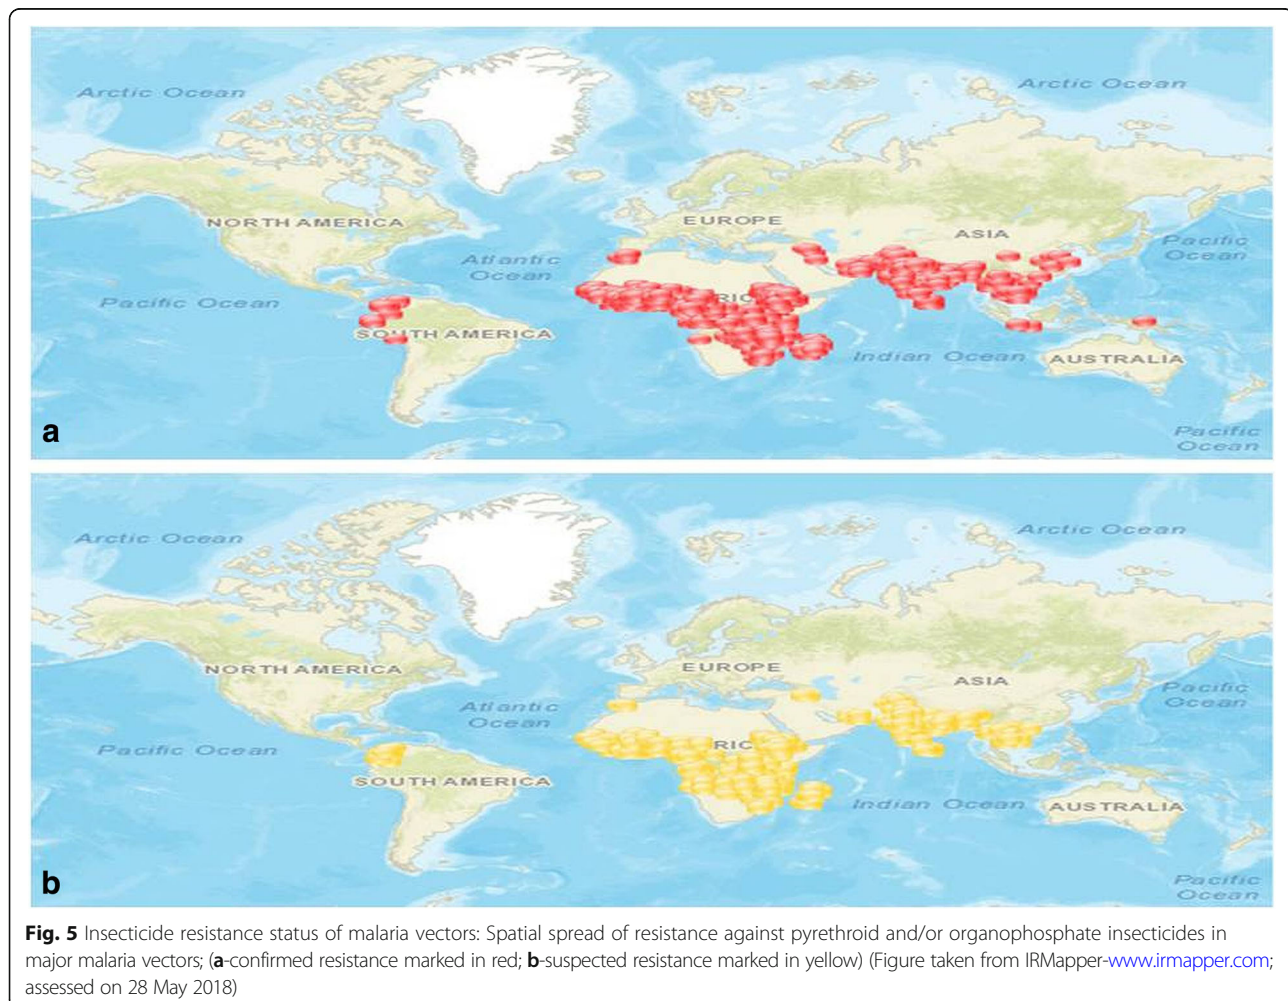 Arctic Ocean
Arctic Ocean
NORTH AMERICA
EUROPE
ASIA
Atlantic
Ocean
Pacific
Ocean
Pacific Ocean
RIC
SOUTH AMERICA
Indian Ocean
AUSTRALIA
a
Pacific
Ocean
Arctic Ocean
Arctic Ocean
NORTH AMERICA
EUROPE
ASIA
Atlantic
Ocean
Pacific
Ocean
Pacific Ocean
RIC
SOUTH AMERICA
Indian Ocean
AUSTRALIA
b
Pacific
Ocean
Fig. 5 Insecticide resistance status of malaria vectors: Spatial spread of resistance against pyrethroid and/or organophosphate insecticides in
major malaria vectors; (a-confirmed resistance marked in red; b-suspected resistance marked in yellow) (Figure taken from IRMapper-www.irmapper.com;
assessed on 28 May 2018)